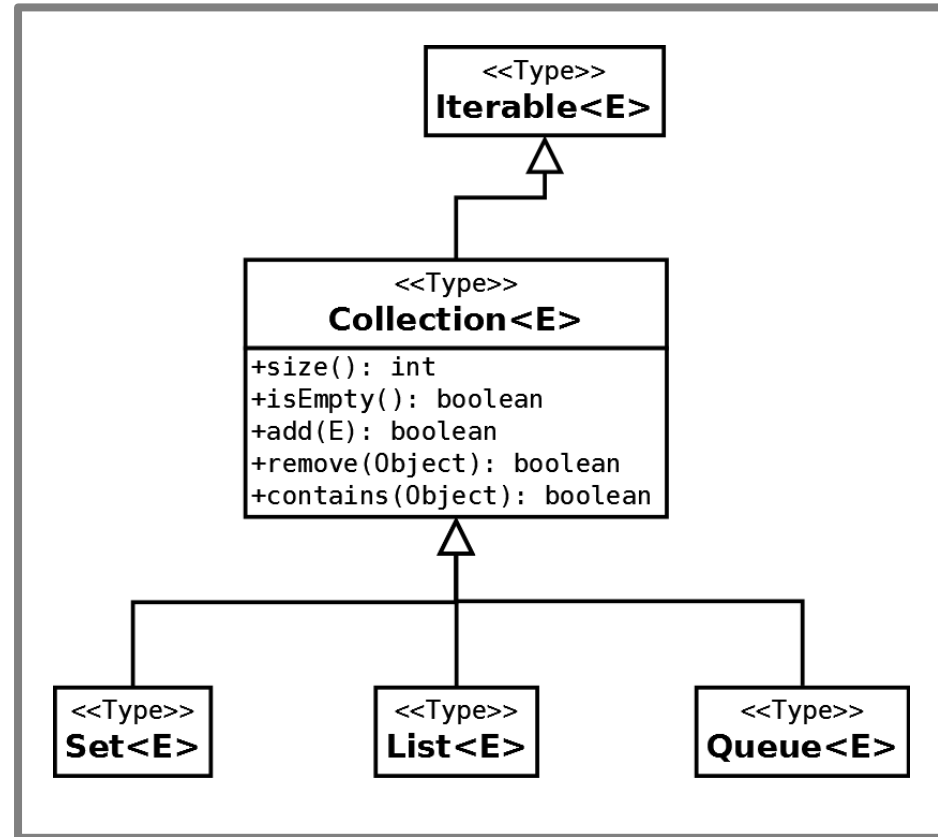 <<Type>>
Iterable<E>
<<Type>>
Collection<E>
+size(): int
+isEmpty(): boolean
+add(E): boolean
+remove(Object): boolean
+contains(Object): boolean
<<Type>>
Set<E>
<<Type>>
List<E>
<<Type>>
Queue<E>